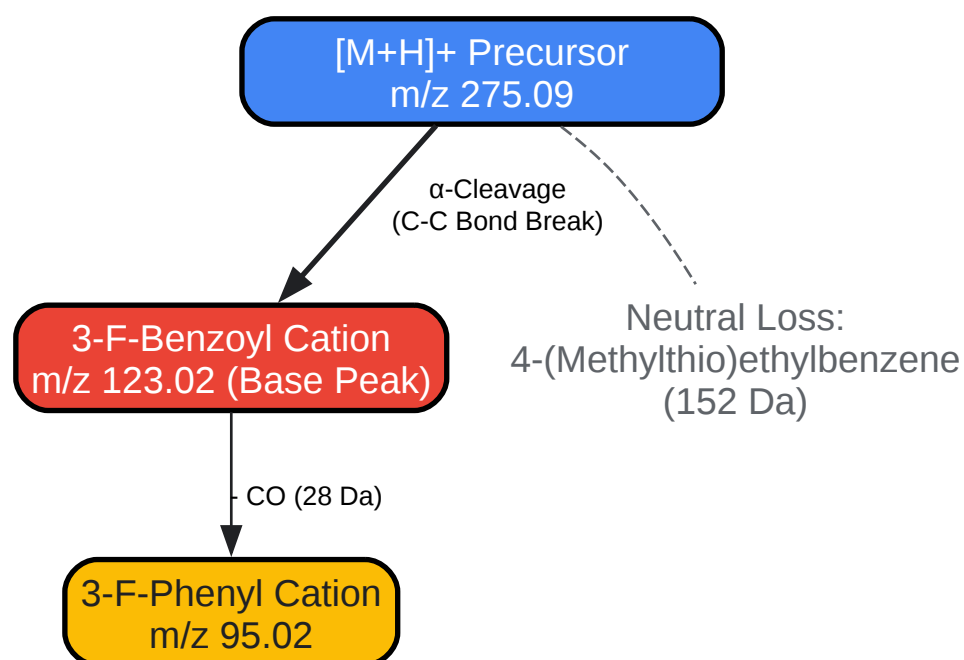 [M+H]+ Precursor
m/z 275.09
α-Cleavage
(C-C Bond Break)
3-F-Benzoyl Cation
m/z 123.02 (Base Peak)
Neutral Loss:
4-(Methylthio)ethylbenzene
(152 Da)
- CO (28 Da)
3-F-Phenyl Cation
m/z 95.02